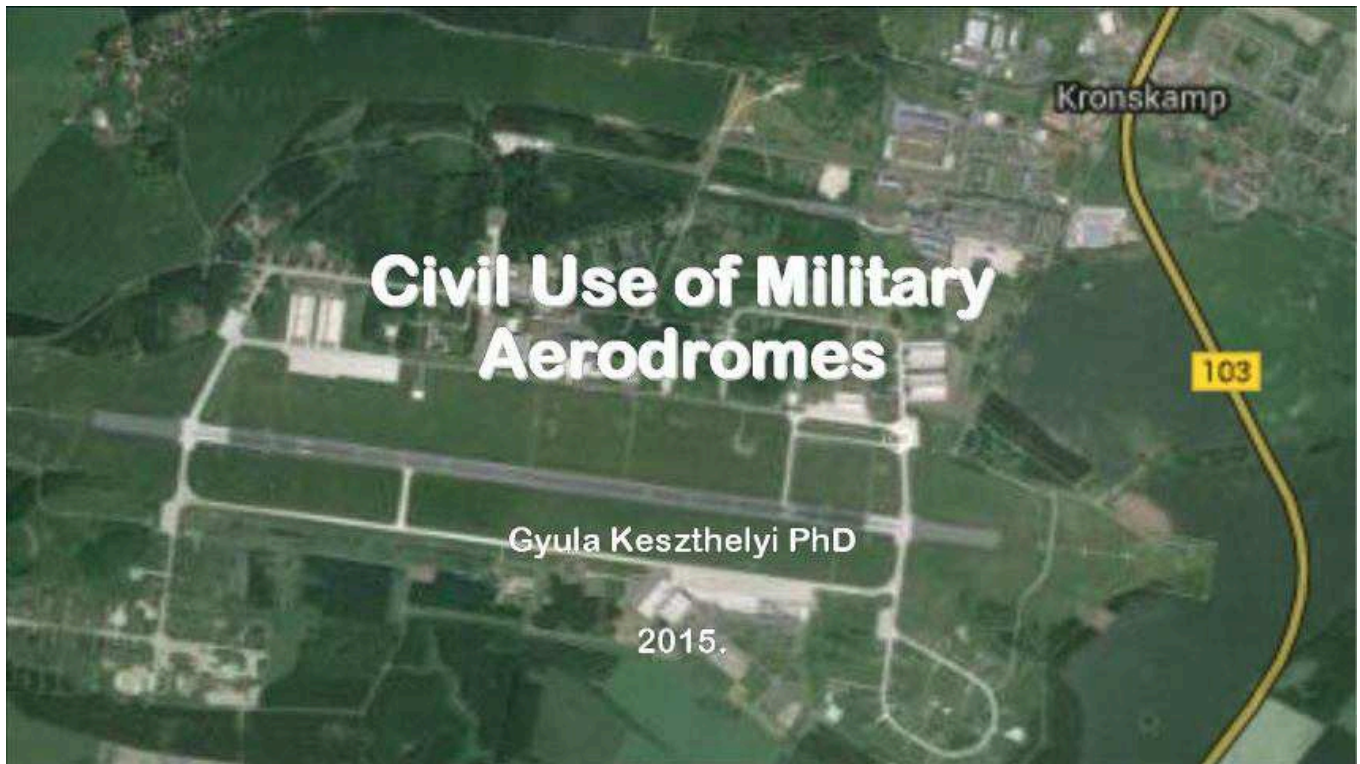 Kronskamp
Civil Use of Military
Aerodromes
103
Gyula Keszthelyi PhD
2015.